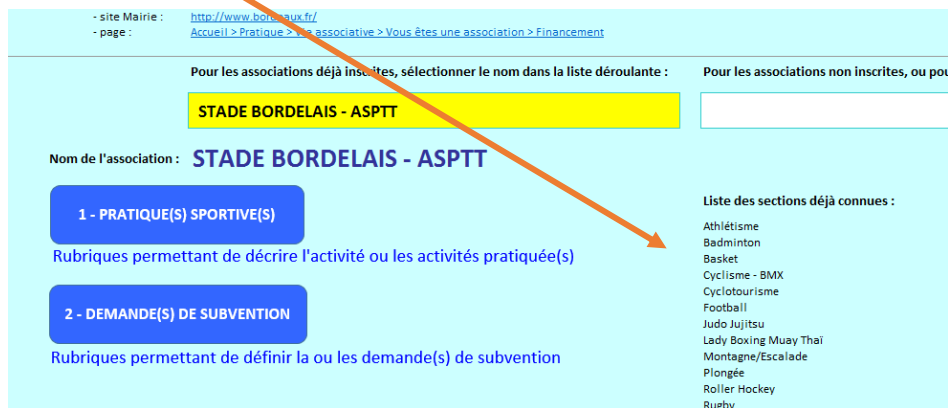 - site Mairie : http://www.bordeaux.fr/
- page : Accueil > Pratique > Vie associative > Vous êtes une association > Financement
Pour les associations déjà inscrites, sélectionner le nom dans la liste déroulante :
Pour les associations non inscrites, ou pou
STADE BORDELAIS - ASPTT
Nom de l'association : STADE BORDELAIS - ASPTT
1 - PRATIQUE(S) SPORTIVE(S)
Rubriques permettant de décrire l'activité ou les activités pratiquée(s)
2 - DEMANDE(S) DE SUBVENTION
Rubriques permettant de définir la ou les demande(s) de subvention
Liste des sections déjà connues :
Athlétisme
Badminton
Basket
Cyclisme - BMX
Cyclotourisme
Football
Judo Jujitsu
Lady Boxing Muay Thaï
Montagne/Escalade
Plongée
Roller Hockey
Rugby